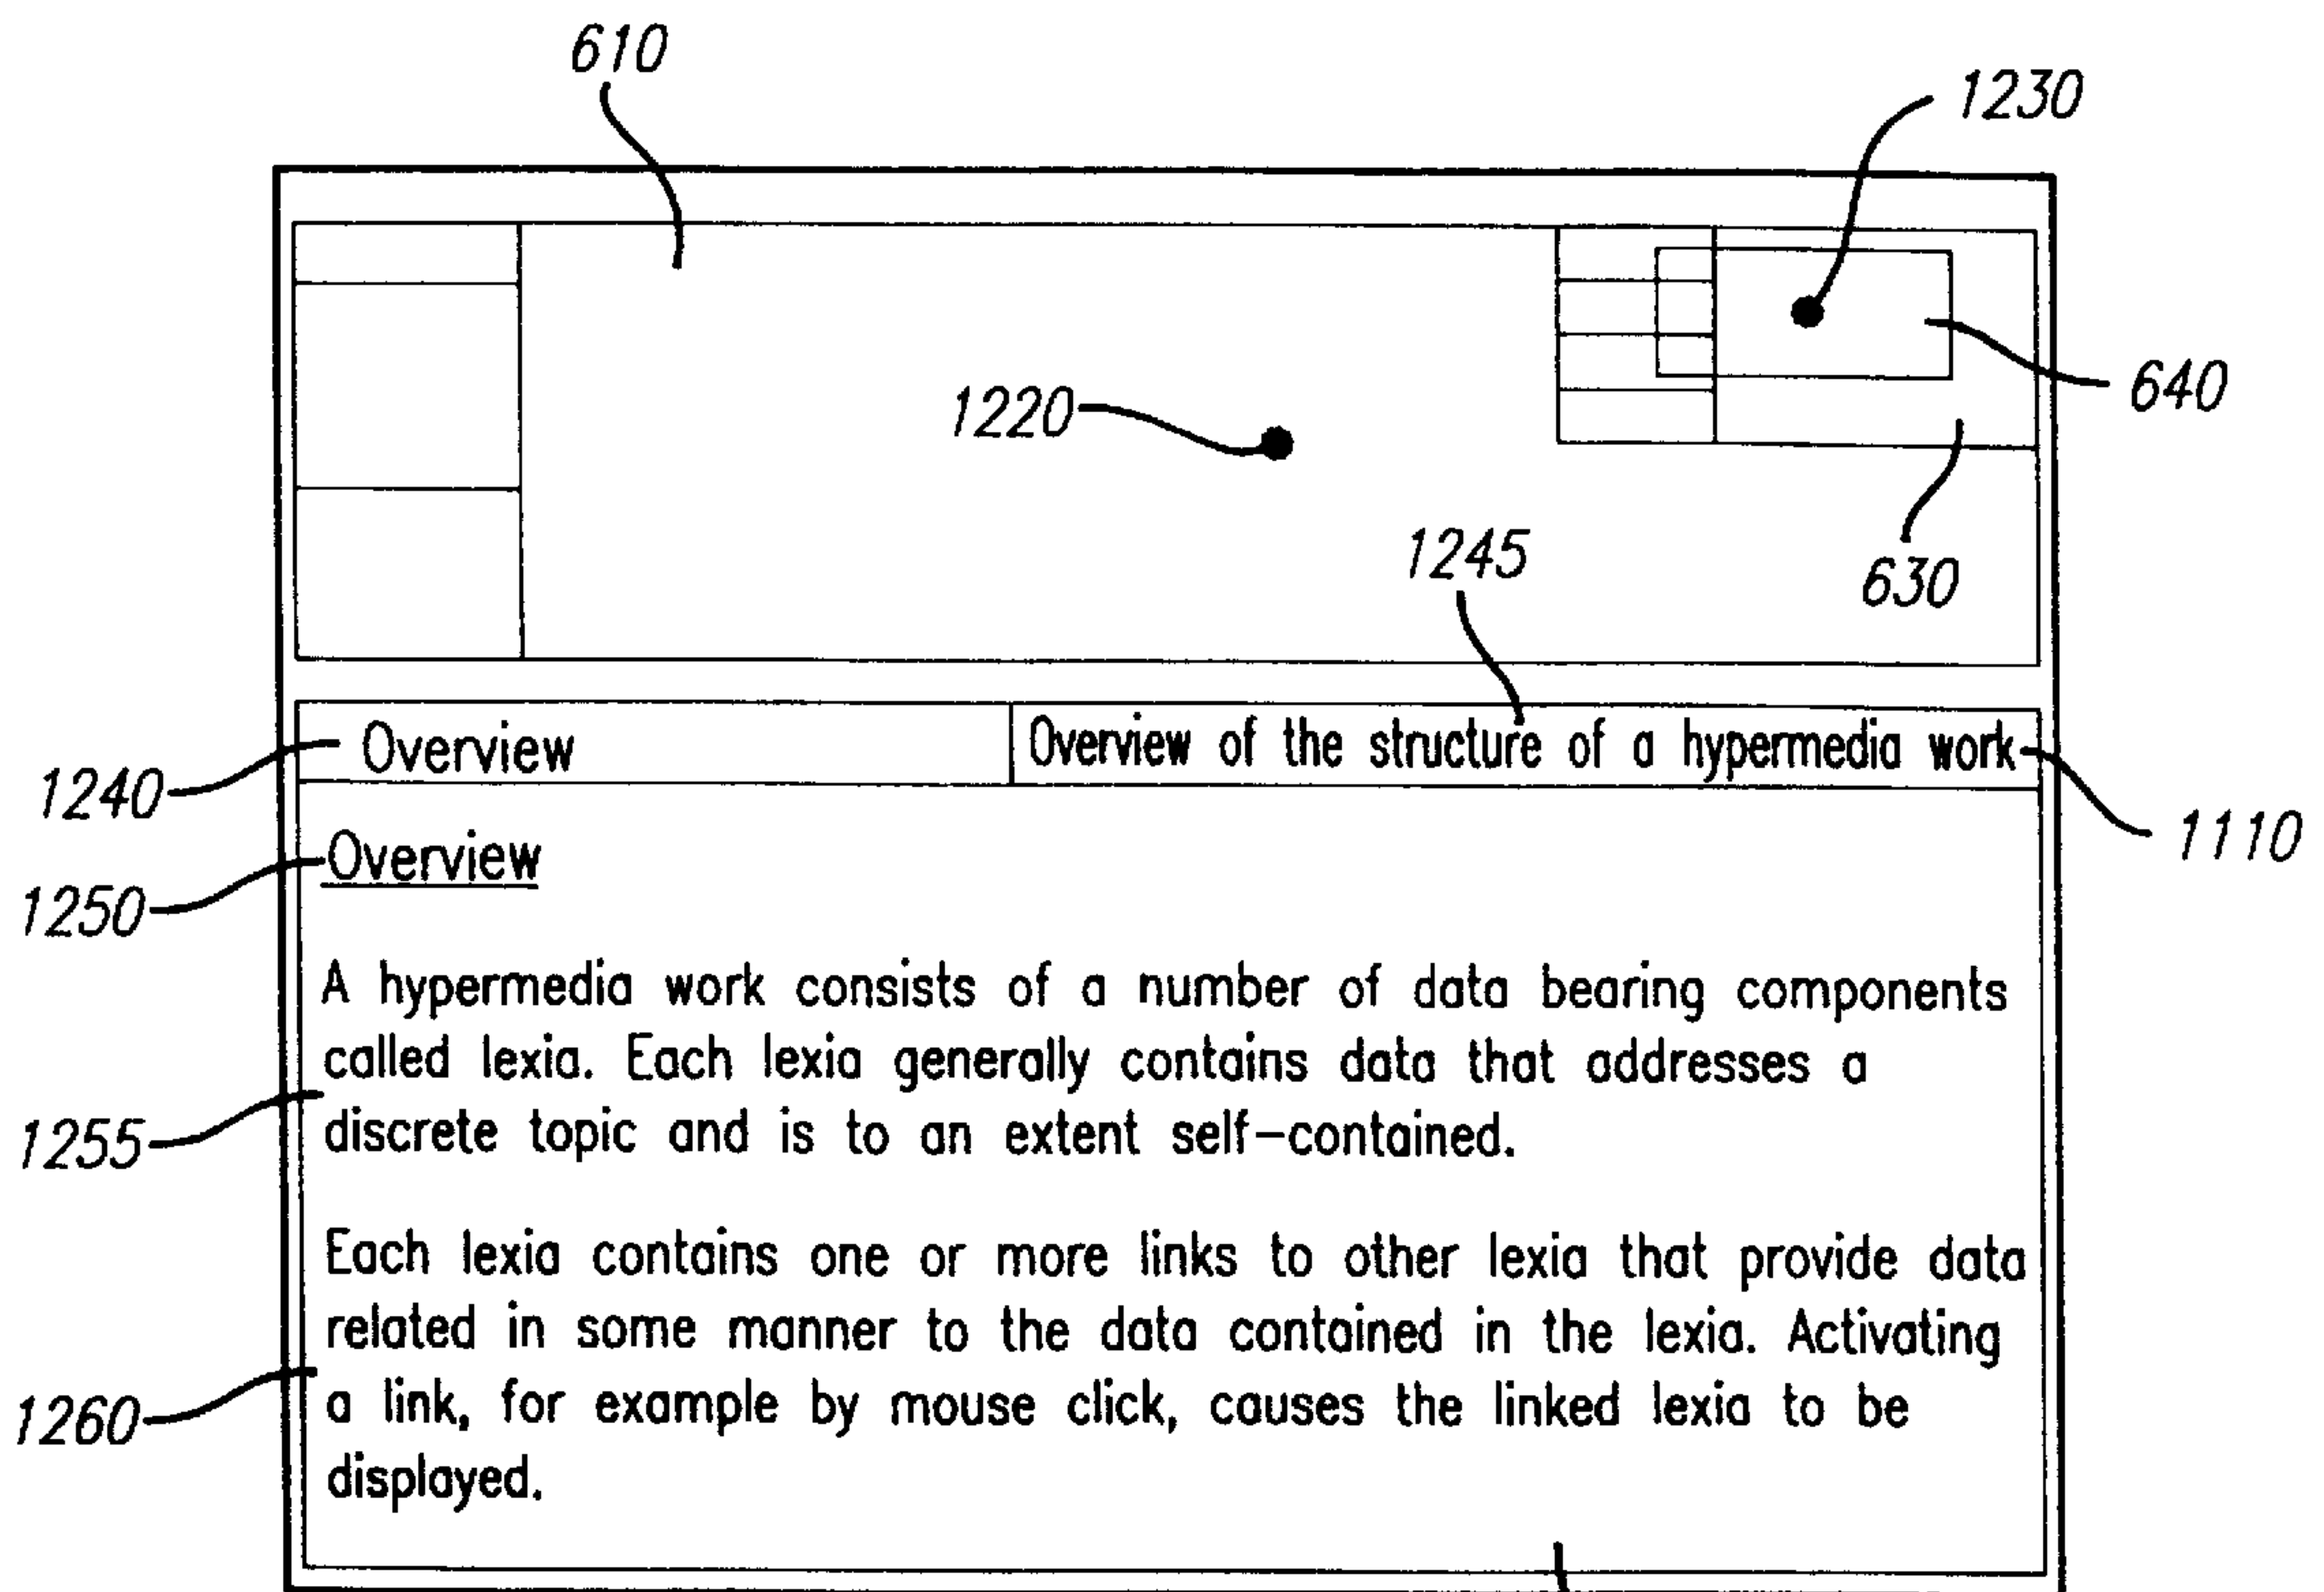 610
1230
1220
640
1245
630
1240
Overview
Overview of the structure of a hypermedia work
1110
1250
Overview
A hypermedia work consists of a number of data bearing components
called lexia. Each lexia generally contains data that addresses a
1255
discrete topic and is to an extent self-contained.
Each lexia contains one or more links to other lexia that provide data
related in some manner to the data contained in the lexia. Activating
1260
a link, for example by mouse click, causes the linked lexia to be
displayed.